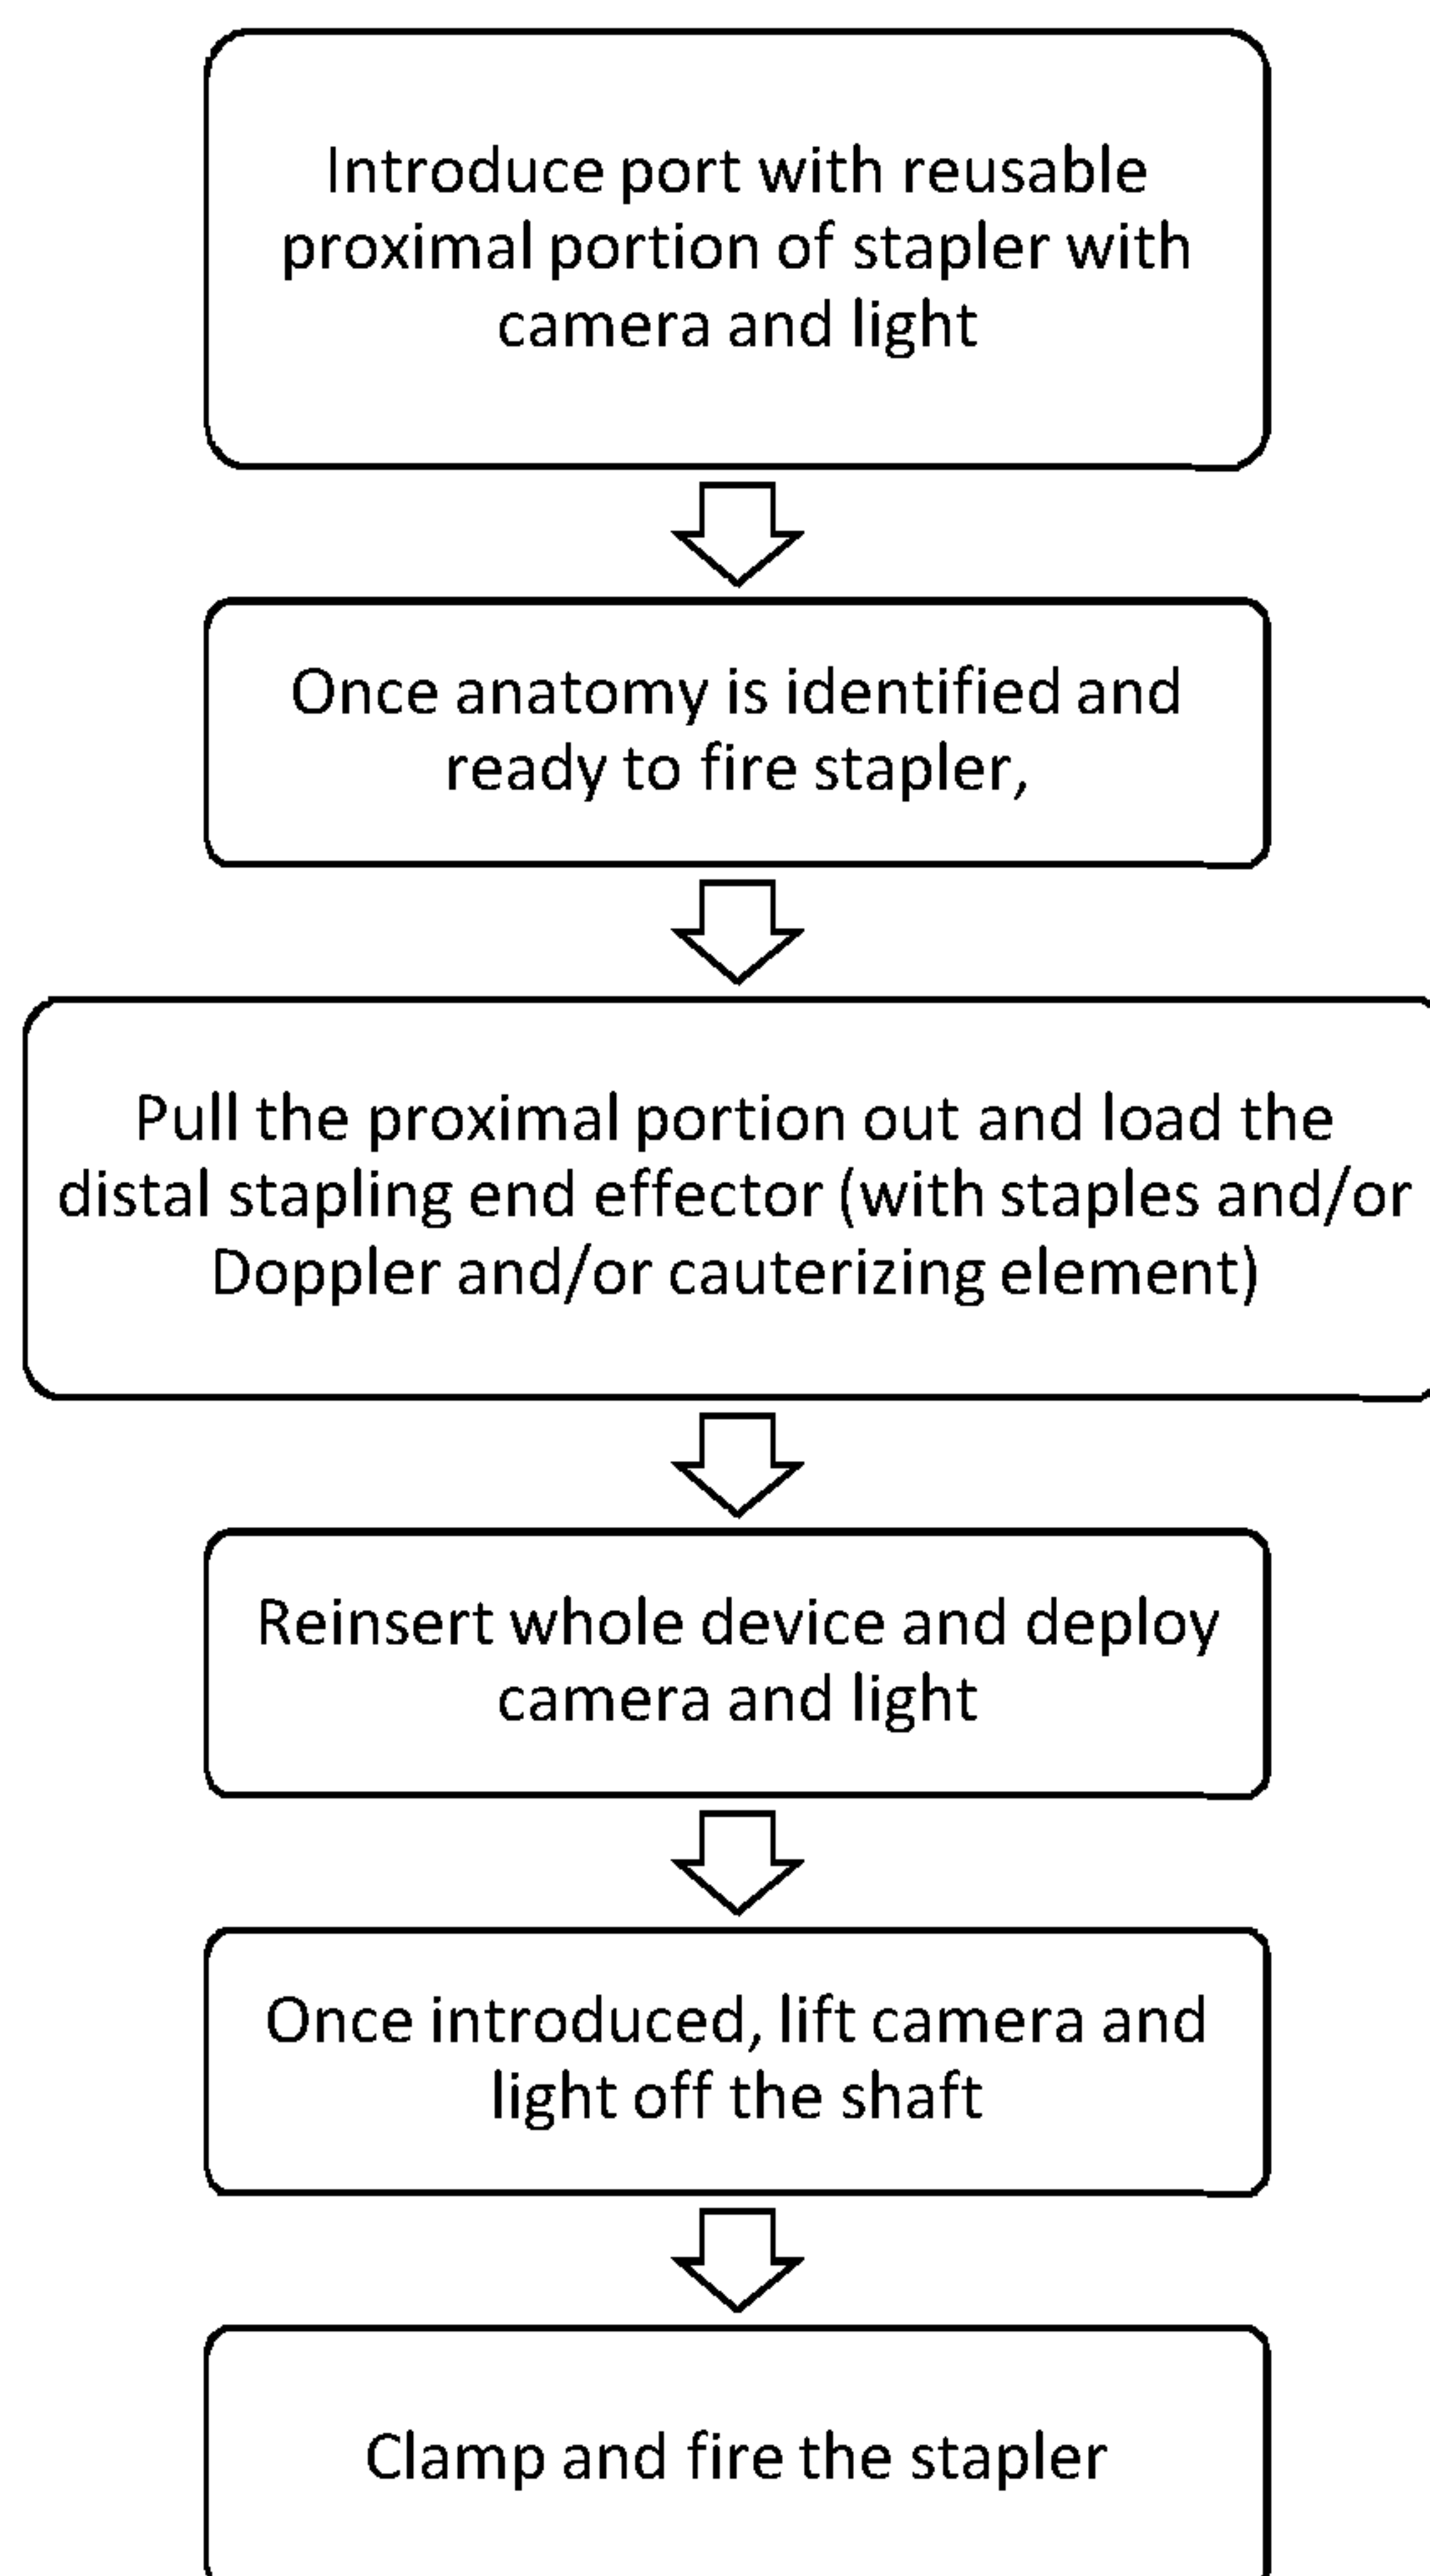 Introduce port with reusable
proximal portion of stapler with
camera and light
Once anatomy is identified and
ready to fire stapler,
Pull the proximal portion out and load the
distal stapling end effector (with staples and/or
Doppler and/or cauterizing element)
Reinsert whole device and deploy
camera and light
Once introduced, lift camera and
light off the shaft
Clamp and fire the stapler